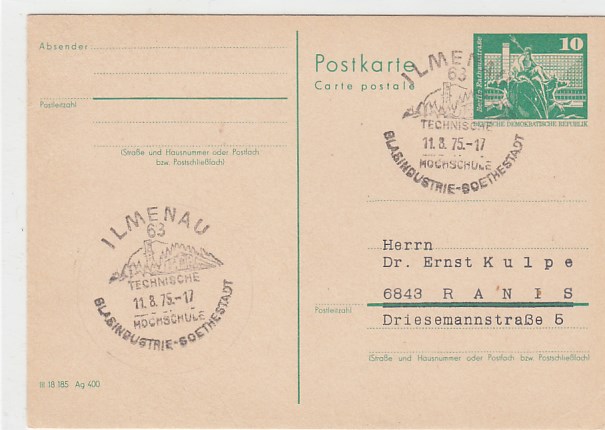 Absender
Postleitzahl
(Straße und Hausnummer oder Postfach
bzw. Postschließfach)
ILMENAU
63
TECHNISCHE
11.8.75.-17
HOCHSCHULE
GLASINDUSTRIE-GOETHESTADT
III 18 185 Ag 400
Postkarte
Carte postale
10
DEUTSCHE DEMOKRATISCHE REPUBLIK
ILMENAU
63
TECHNISCHE
11.8.75.-17
HOCHSCHULE
GLASINDUSTRIE-GOETHESTADT
Herrn
Dr. Ernst Kulpe
6843 RANIS
Postleitzahl
Driesemannstraße 5
(Straße und Hausnummer oder Postfach bzw. Postschließfach)